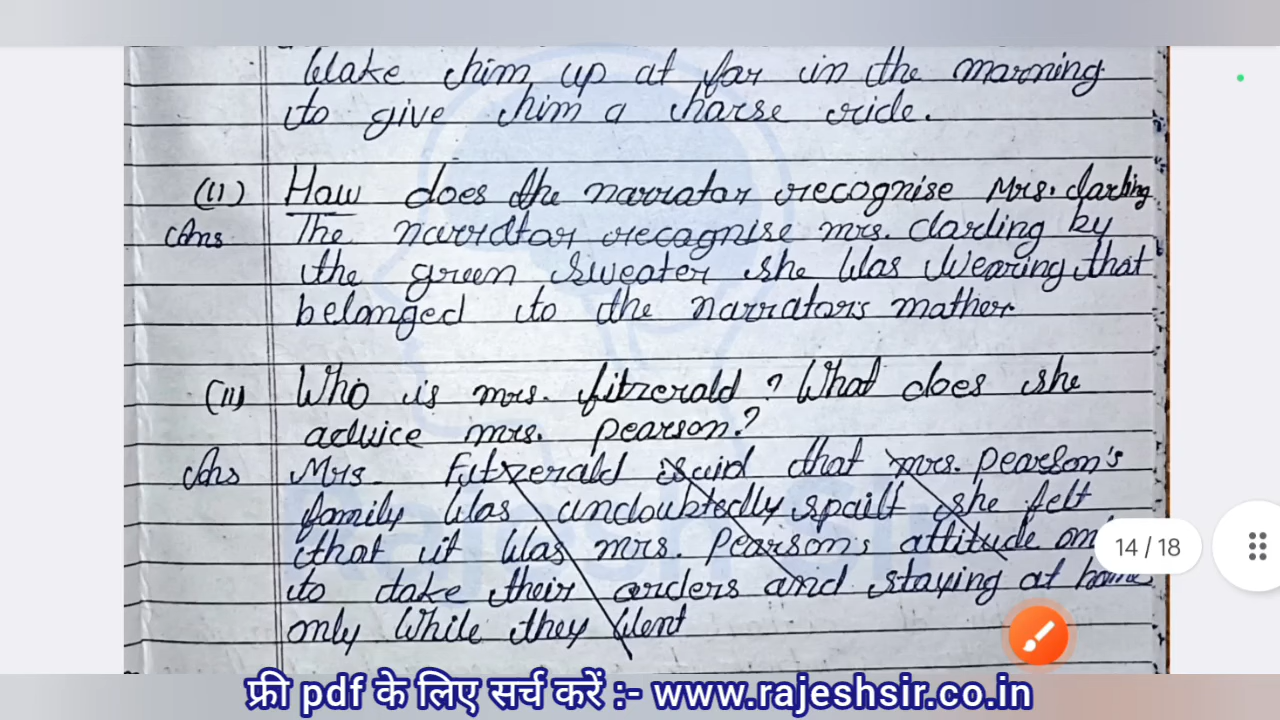 Wake him up at far in the morning
to give him a horse ride.
(I) How does the narrator recognise Mrs. darling
Ans The narrator recognise mrs. darling by
the green sweater she was wearing that
belonged to the narrator's mother
(II) Who is mrs. fitzerald? What does she
advice mrs. pearson?
Ans Mrs. Fitzerald said that mrs. pearson's
family was undoubtedly spoilt she felt
that it was mrs. Pearson's attitude
to take their orders and staying at home
only while they went
14 / 18
Rajesh Sir
फ्री pdf के लिए सर्च करें :- www.rajeshsir.co.in